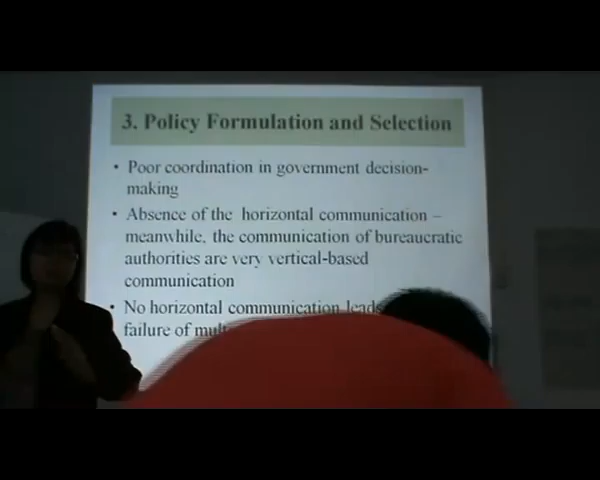 3. Policy Formulation and Selection
• Poor coordination in government decision-
making
• Absence of the horizontal communication –
meanwhile, the communication of bureaucratic
authorities are very vertical-based
communication
• No horizontal communication leads
failure of